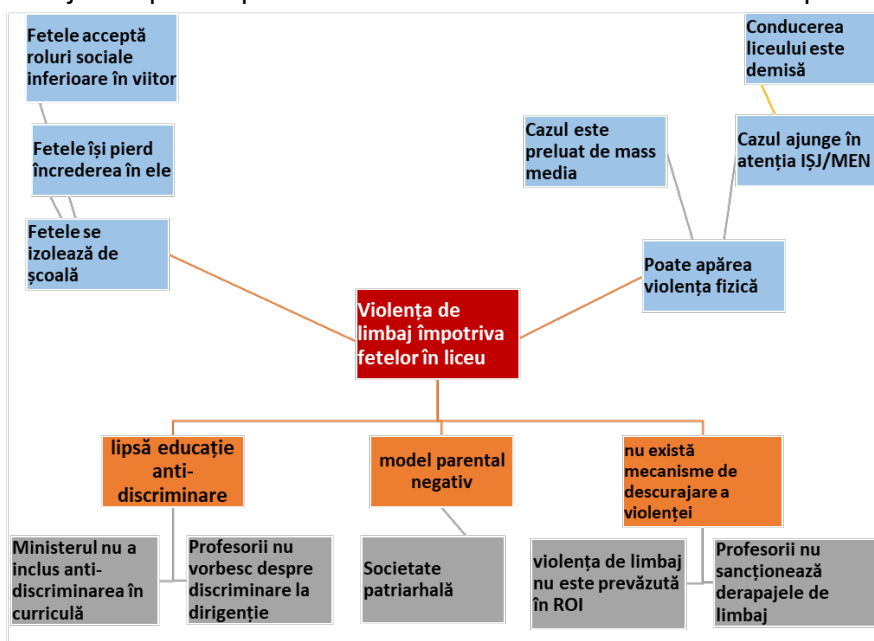 Fetele acceptă
roluri sociale
inferioare în viitor
Conducerea
liceului este
demisă
Fetele își pierd
încrederea în ele
Cazul este
preluat de mass
media
Cazul ajunge în
atenția IȘJ/MEN
Fetele se
izolează de
școală
Poate apărea
violența fizică
Violența de
limbaj împotriva
fetelor în liceu
lipsă educație
anti-
discriminare
model parental
negativ
nu există
mecanisme de
descurajare a
violenței
Ministerul nu a
inclus anti-
discriminarea în
curriculă
Profesorii nu
vorbesc despre
discriminare la
dirigenție
Societate
patriarhală
violența de limbaj
nu este prevăzută
în ROI
Profesorii nu
sancționează
derapajele de
limbaj